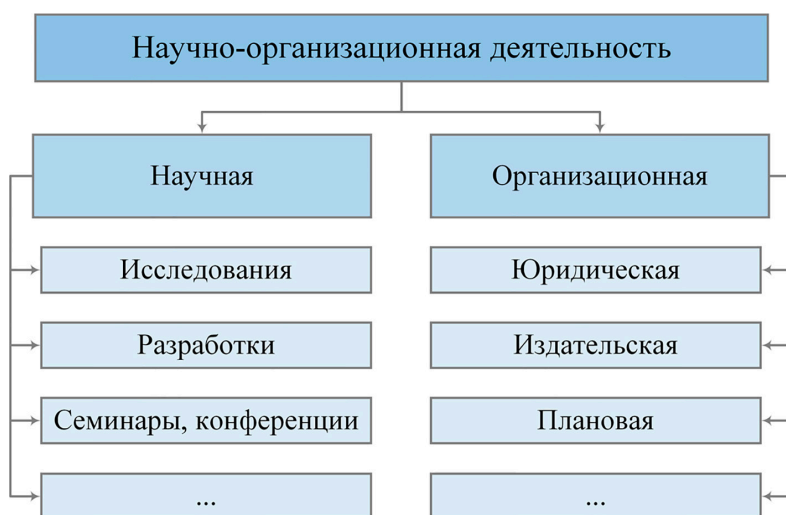 Научно-организационная деятельность
Научная
Организационная
Исследования
Юридическая
Разработки
Издательская
Семинары, конференции
Плановая
...
...